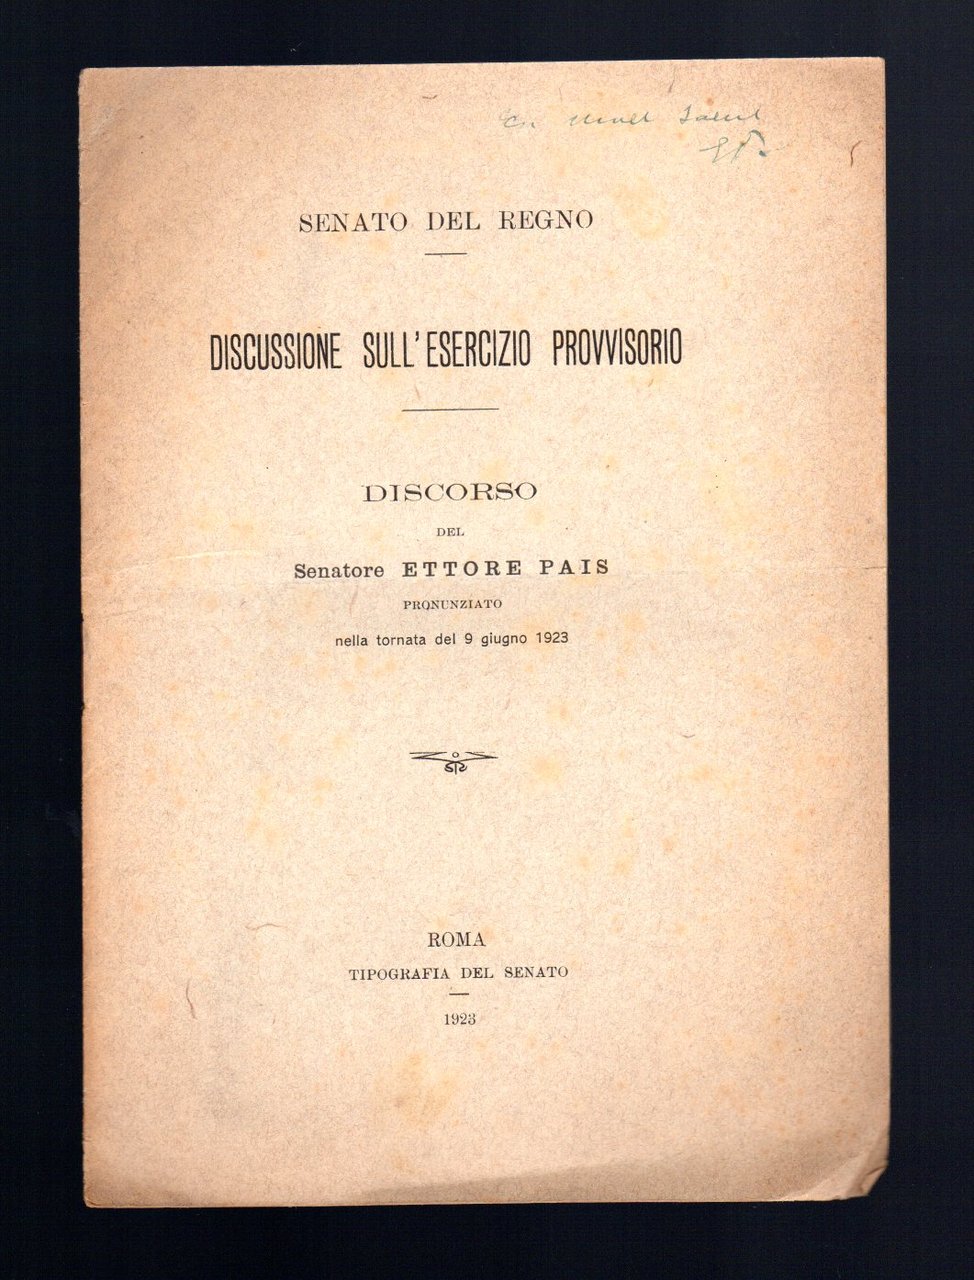 SENATO DEL REGNO
DISCUSSIONE SULL'ESERCIZIO PROVVISORIO
DISCORSO
DEL
Senatore ETTORE PAIS
PRONUNZIATO
nella tornata del 9 giugno 1923
ROMA
TIPOGRAFIA DEL SENATO
1923